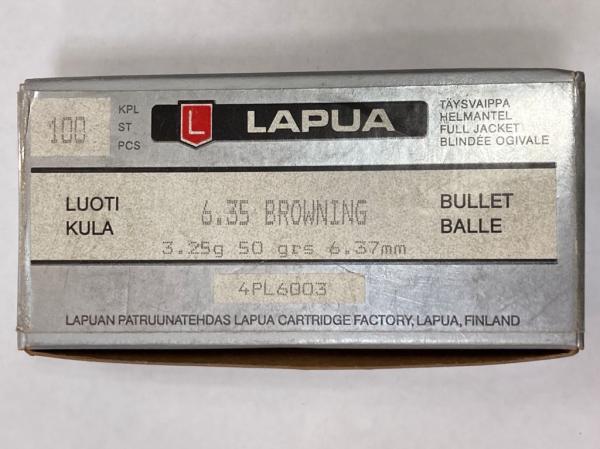 100
KPL
ST
PCS
L LAPUA
TÄYSVAIPPA
HELMANTEL
FULL JACKET
BLINDÉE OGIVALE
LUOTI
KULA
6.35 BROWNING
3.25g 50 grs 6.37mm
BULLET
BALLE
4PL6003
LAPUAN PATRUUNATEHDAS LAPUA CARTRIDGE FACTORY, LAPUA, FINLAND